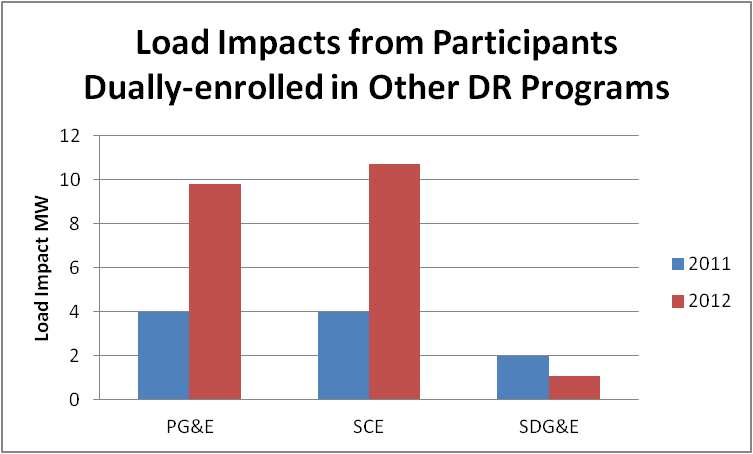 Load Impacts from Participants
Dually-enrolled in Other DR Programs
Load Impact MW
12
10
8
6
4
2
0
PG&E
SCE
SDG&E
2011
2012